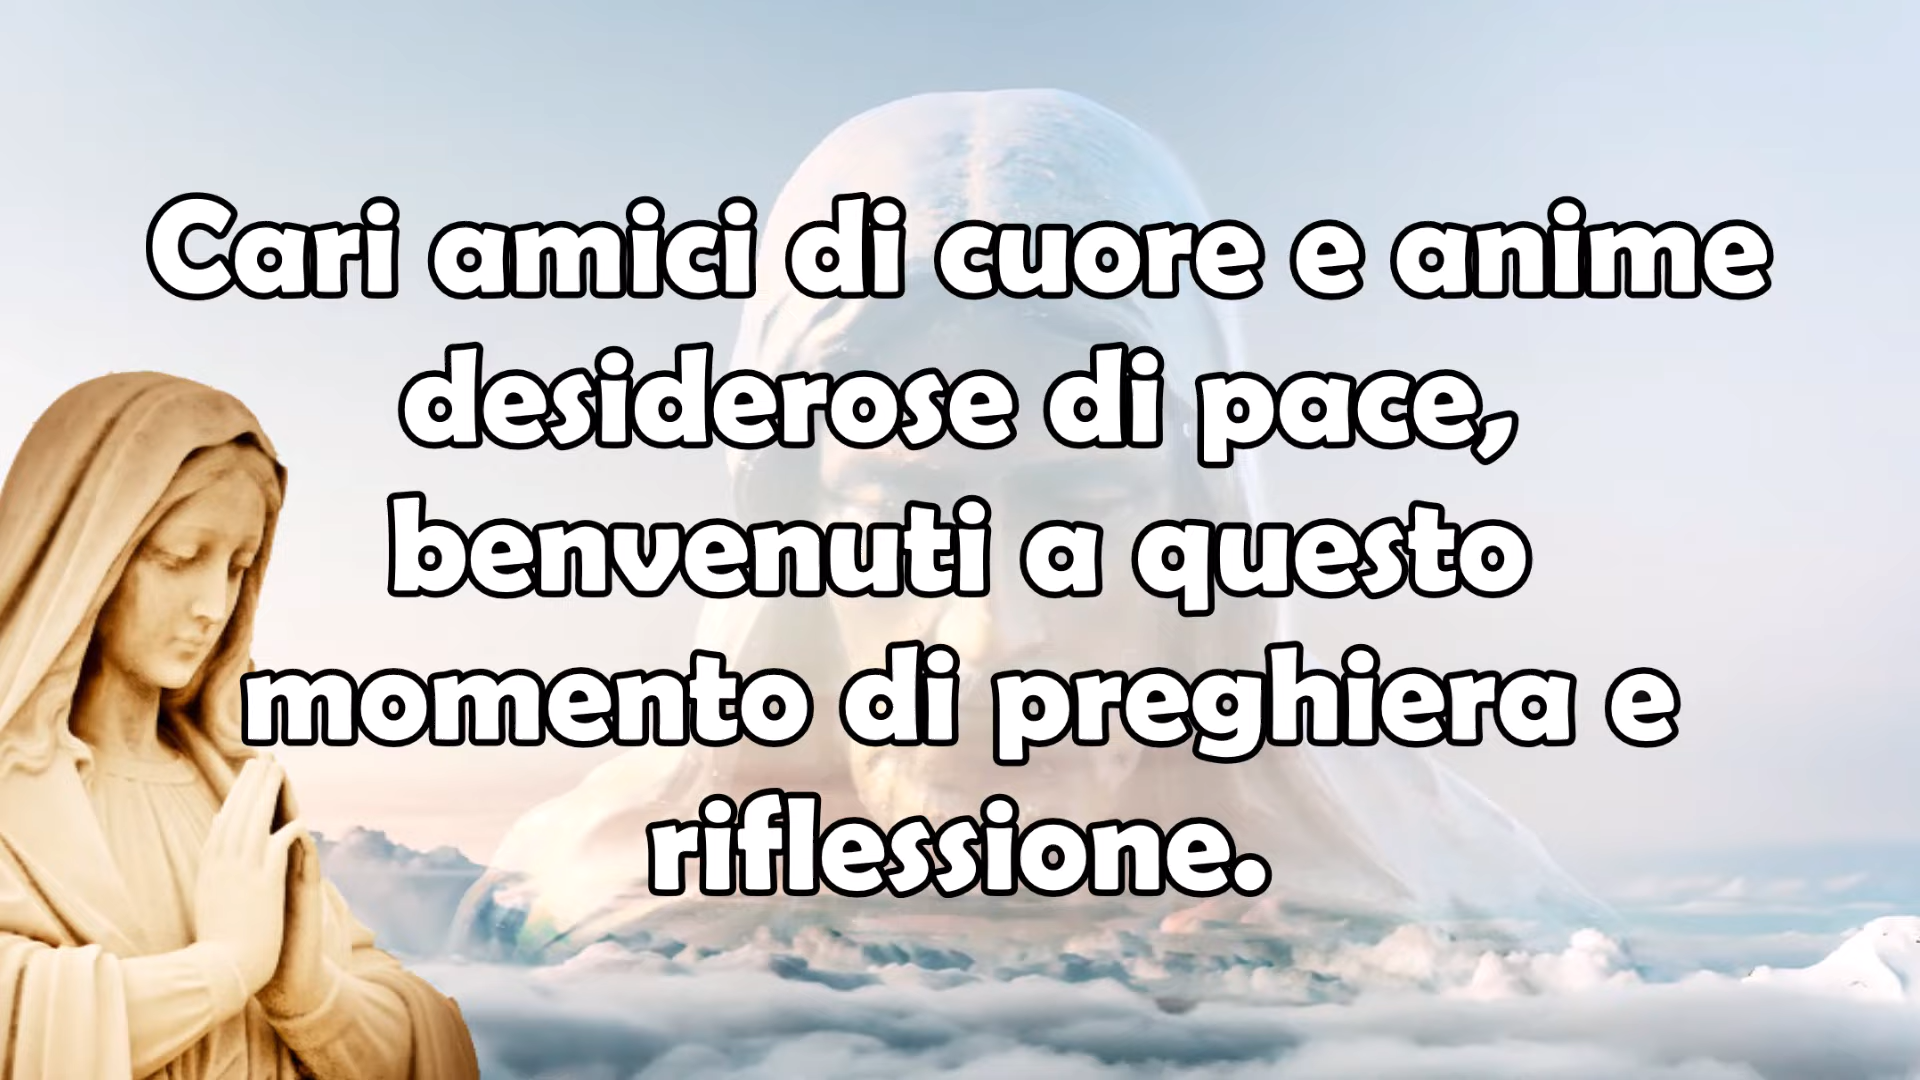 Cari amici di cuore e anime
desiderose di pace,
benvenuti a questo
momento di preghiera e
riflessione.